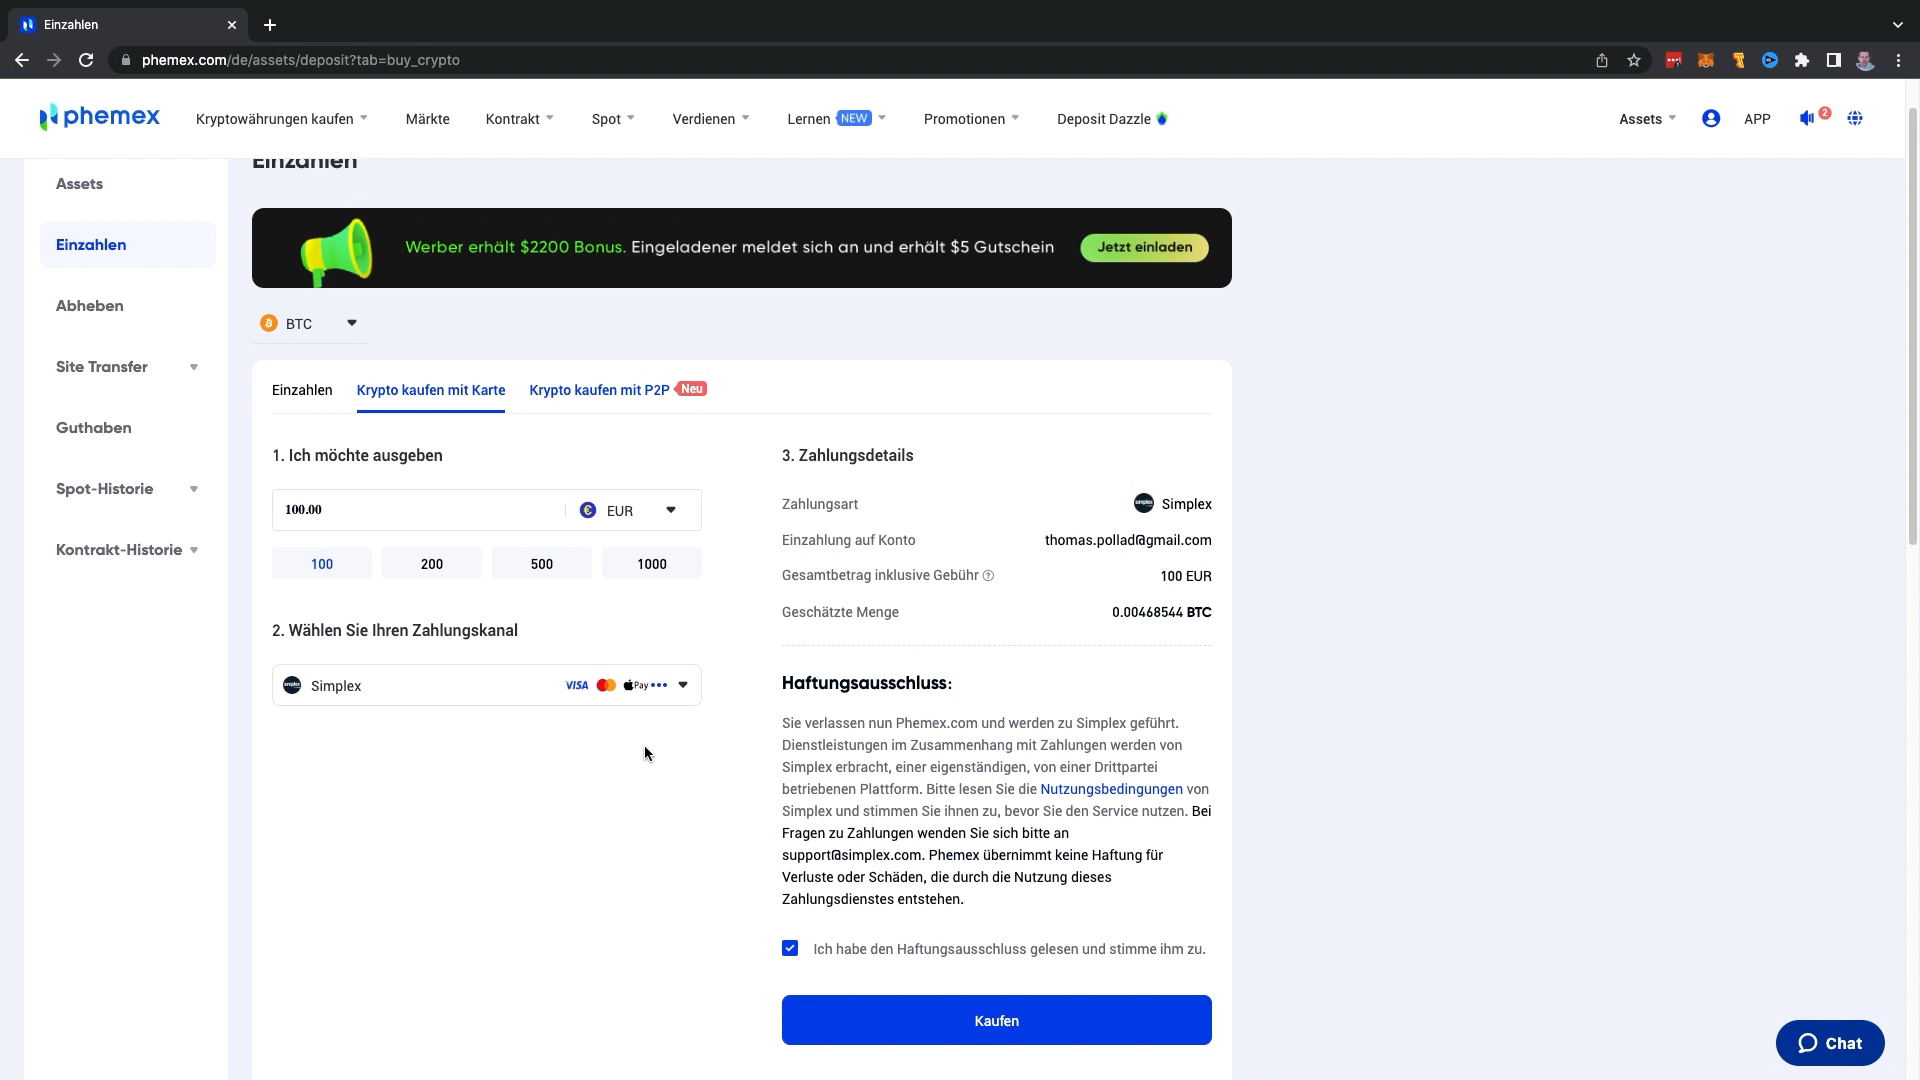 Einzahlen
phemex.com/de/assets/deposit?tab=buy_crypto
phemex
Kryptowährungen kaufen
Märkte
Kontrakt
Spot
Verdienen
Lernen NEW
Promotionen
Deposit Dazzle
Assets
APP
2
Einzahlen
Assets
Einzahlen
Abheben
Site Transfer
Guthaben
Spot-Historie
Kontrakt-Historie
Werber erhält $2200 Bonus. Eingeladener meldet sich an und erhält $5 Gutschein
Jetzt einladen
BTC
Einzahlen
Krypto kaufen mit Karte
Krypto kaufen mit P2P Neu
1. Ich möchte ausgeben
100.00
EUR
100
200
500
1000
2. Wählen Sie Ihren Zahlungskanal
Simplex
VISA
Pay
3. Zahlungsdetails
Zahlungsart
Simplex
Einzahlung auf Konto
thomas.pollad@gmail.com
Gesamtbetrag inklusive Gebühr
100 EUR
Geschätzte Menge
0.00468544 BTC
Haftungsausschluss:
Sie verlassen nun Phemex.com und werden zu Simplex geführt.
Dienstleistungen im Zusammenhang mit Zahlungen werden von
Simplex erbracht, einer eigenständigen, von einer Drittpartei
betriebenen Plattform. Bitte lesen Sie die Nutzungsbedingungen von
Simplex und stimmen Sie ihnen zu, bevor Sie den Service nutzen. Bei
Fragen zu Zahlungen wenden Sie sich bitte an
support@simplex.com. Phemex übernimmt keine Haftung für
Verluste oder Schäden, die durch die Nutzung dieses
Zahlungsdienstes entstehen.
Ich habe den Haftungsausschluss gelesen und stimme ihm zu.
Kaufen
Chat